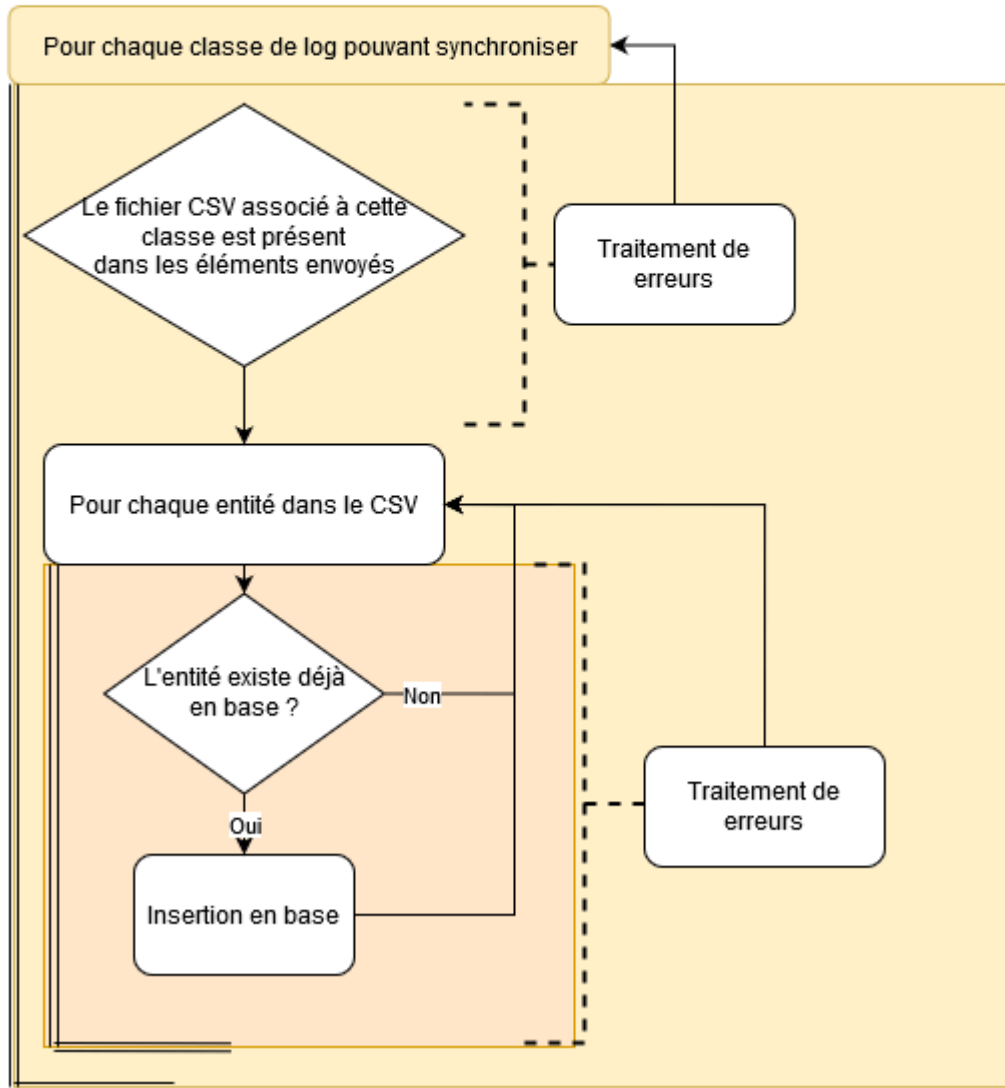 Pour chaque classe de log pouvant synchroniser
Le fichier CSV associé à cette
classe est présent
dans les éléments envoyés
Traitement de
erreurs
Pour chaque entité dans le CSV
L'entité existe déjà
en base ?
Non
Oui
Traitement de
erreurs
Insertion en base